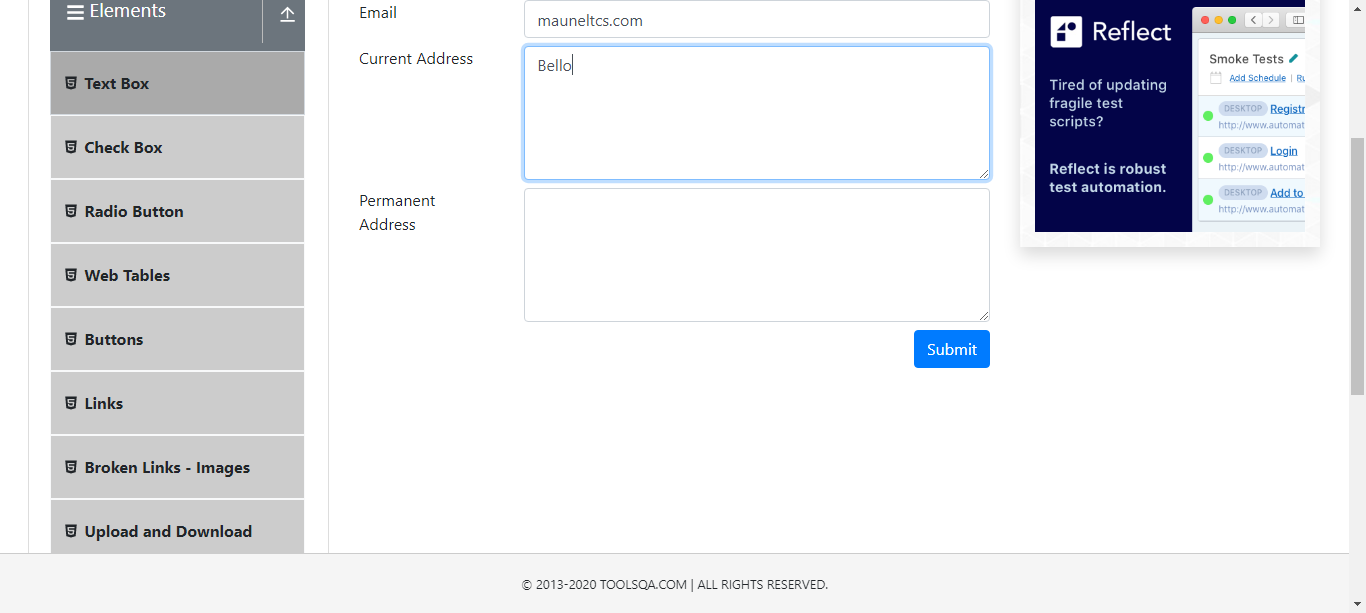 Elements
Text Box
Check Box
Radio Button
Web Tables
Buttons
Links
Broken Links - Images
Upload and Download
Email
mauneltcs.com
Current Address
Bello
Permanent
Address
Submit
Reflect
Tired of updating
fragile test
scripts?
Reflect is robust
test automation.
Smoke Tests
Add Schedule | Ru
DESKTOP Registr
http://www.automat
DESKTOP Login
http://www.automat
DESKTOP Add to
http://www.automat
© 2013-2020 TOOLSQA.COM | ALL RIGHTS RESERVED.